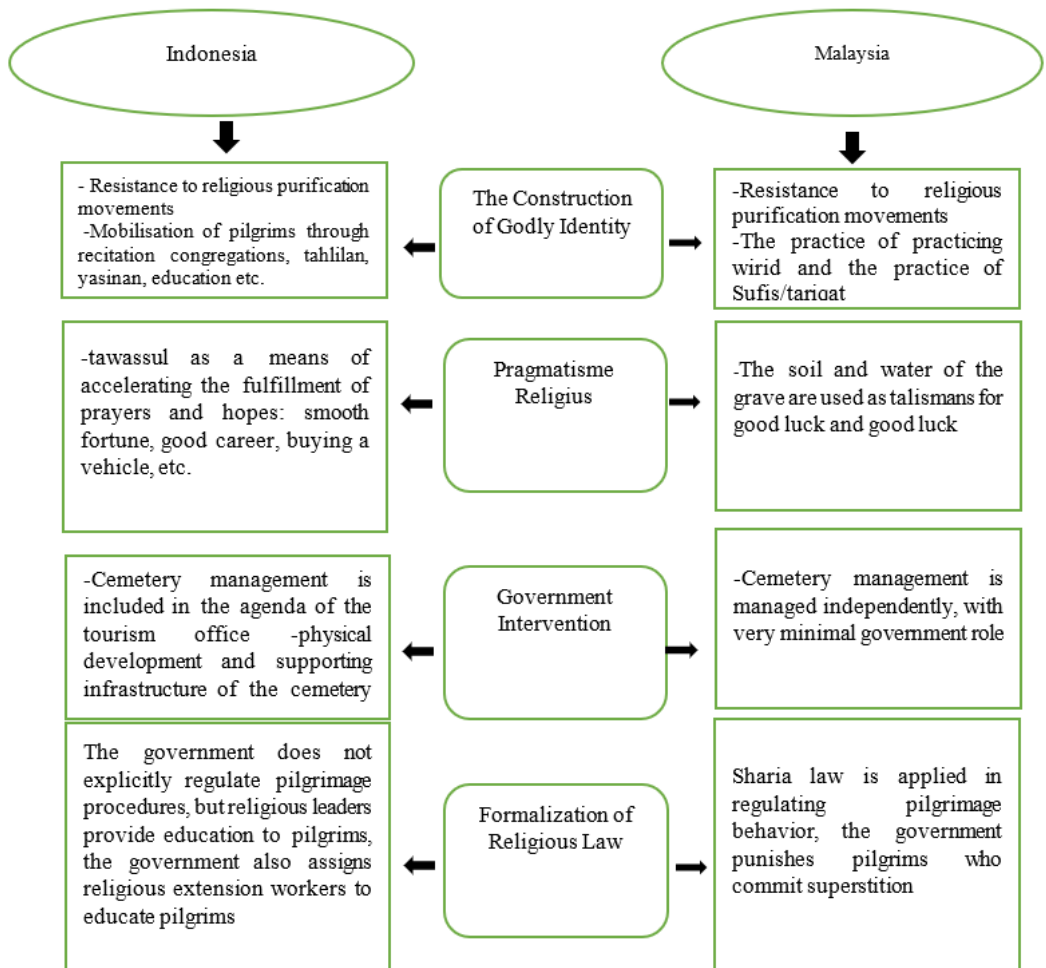 Indonesia
Malaysia
- Resistance to religious purification
movements
-Mobilisation of pilgrims through
recitation congregations, tahlilan,
yasinan, education etc.
The Construction
of Godly Identity
-Resistance to religious
purification movements
-The practice of practicing
wirid and the practice of
Sufis/tariqat
-tawassul as a means of
accelerating the fulfillment of
prayers and hopes: smooth
fortune, good career, buying a
vehicle, etc.
Pragmatisme
Religius
-The soil and water of the
grave are used as talismans for
good luck and good luck
-Cemetery management is
included in the agenda of the
tourism office -physical
development and supporting
infrastructure of the cemetery
Government
Intervention
-Cemetery management is
managed independently, with
very minimal government role
The government does not
explicitly regulate pilgrimage
procedures, but religious leaders
provide education to pilgrims,
the government also assigns
religious extension workers to
educate pilgrims
Formalization of
Religious Law
Sharia law is applied in
regulating pilgrimage
behavior, the government
punishes pilgrims who
commit superstition